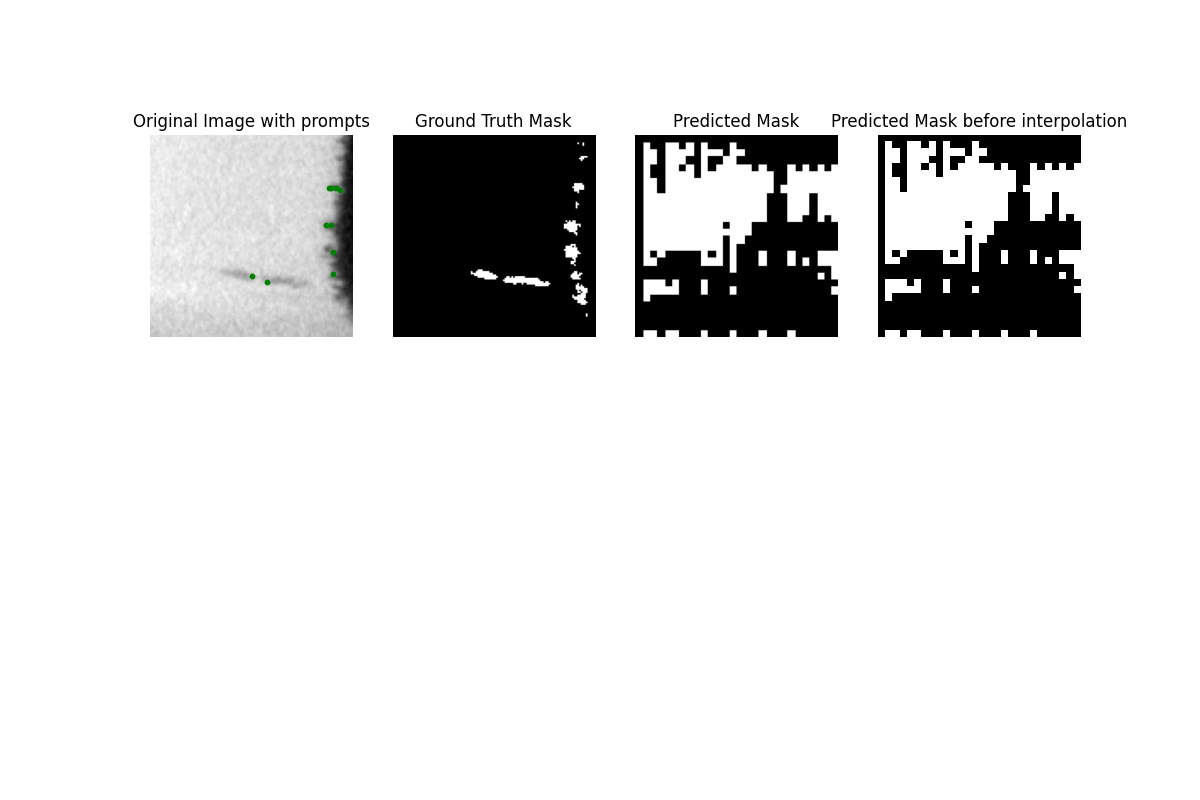 Original Image with prompts
Ground Truth Mask
Predicted Mask
Predicted Mask before interpolation